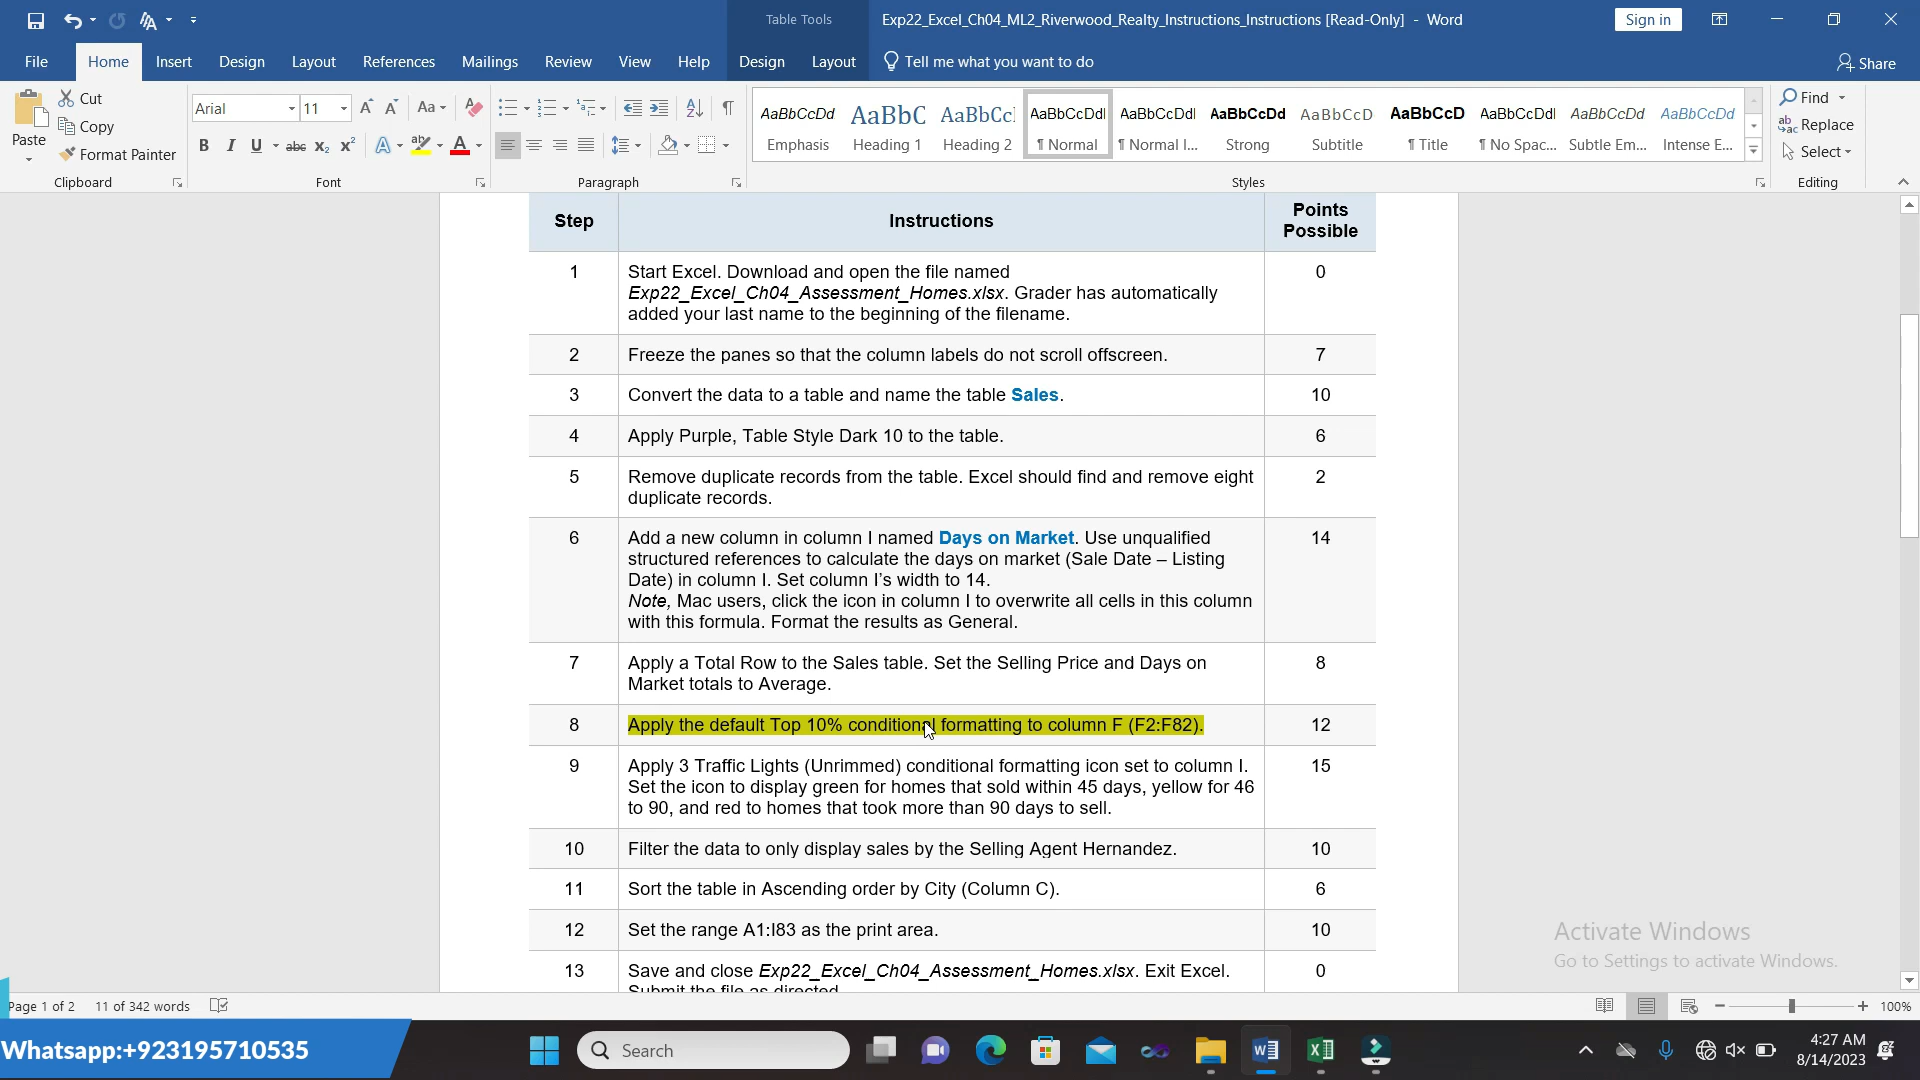 Table Tools
Exp22_Excel_Ch04_ML2_Riverwood_Realty_Instructions_Instructions [Read-Only] - Word
Sign in
File Home Insert Design Layout References Mailings Review View Help Design Layout Tell me what you want to do Share
Paste
Cut
Copy
Format Painter
Clipboard
Arial 11 Aa
B I U abc X₂ X² A A
Font
Paragraph
AaBbCcDd AaBbC AaBbCc AaBbCcDd AaBbCcDd AaBbCcDd AaBbCcD AaBbCcD AaBbCcDd AaBbCcDd AaBbCcDd
Emphasis Heading 1 Heading 2 ¶ Normal ¶ Normal I... Strong Subtitle ¶ Title ¶ No Spac... Subtle Em... Intense E...
Styles
Find
Replace
Select
Editing
Step Instructions Points
Possible
1 Start Excel. Download and open the file named 0
Exp22_Excel_Ch04_Assessment_Homes.xlsx. Grader has automatically
added your last name to the beginning of the filename.
2 Freeze the panes so that the column labels do not scroll offscreen. 7
3 Convert the data to a table and name the table Sales. 10
4 Apply Purple, Table Style Dark 10 to the table. 6
5 Remove duplicate records from the table. Excel should find and remove eight 2
duplicate records.
6 Add a new column in column I named Days on Market. Use unqualified 14
structured references to calculate the days on market (Sale Date – Listing
Date) in column I. Set column I's width to 14.
Note, Mac users, click the icon in column I to overwrite all cells in this column
with this formula. Format the results as General.
7 Apply a Total Row to the Sales table. Set the Selling Price and Days on 8
Market totals to Average.
8 Apply the default Top 10% conditional formatting to column F (F2:F82). 12
9 Apply 3 Traffic Lights (Unrimmed) conditional formatting icon set to column I. 15
Set the icon to display green for homes that sold within 45 days, yellow for 46
to 90, and red to homes that took more than 90 days to sell.
10 Filter the data to only display sales by the Selling Agent Hernandez. 10
11 Sort the table in Ascending order by City (Column C). 6
12 Set the range A1:I83 as the print area. 10
13 Save and close Exp22_Excel_Ch04_Assessment_Homes.xlsx. Exit Excel. 0
Submit the file as directed.
Activate Windows
Go to Settings to activate Windows.
Page 1 of 2 11 of 342 words 100%
Whatsapp:+923195710535
Search
4:27 AM
8/14/2023